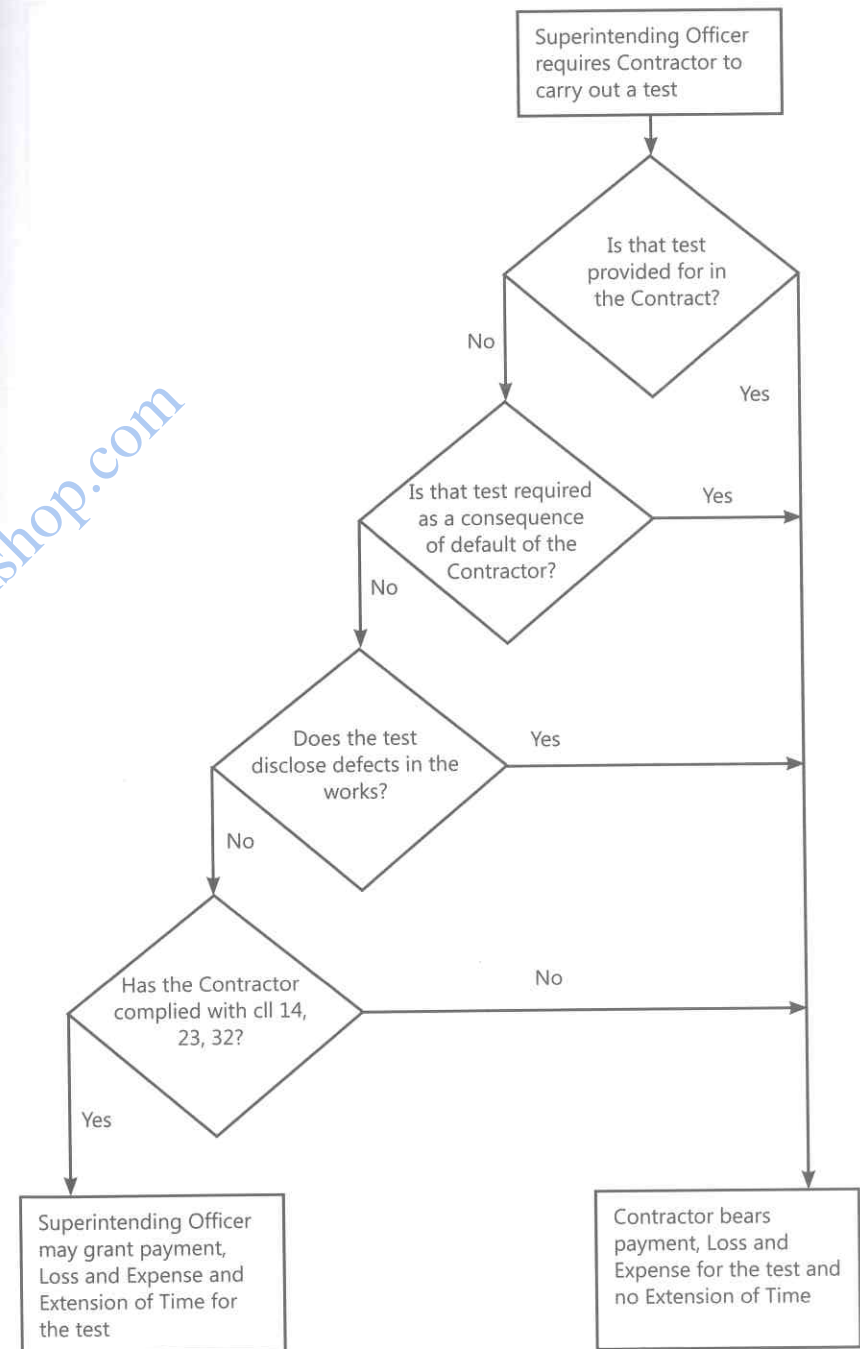 Superintending Officer
requires Contractor to
carry out a test
Is that test
provided for in
the Contract?
No
Yes
Is that test required
as a consequence
of default of the
Contractor?
Yes
No
Does the test
disclose defects in the
works?
Yes
No
Has the Contractor
complied with cll 14,
23, 32?
No
Yes
Superintending Officer
may grant payment,
Loss and Expense and
Extension of Time for
the test
Contractor bears
payment, Loss and
Expense for the test and
no Extension of Time
shop.com